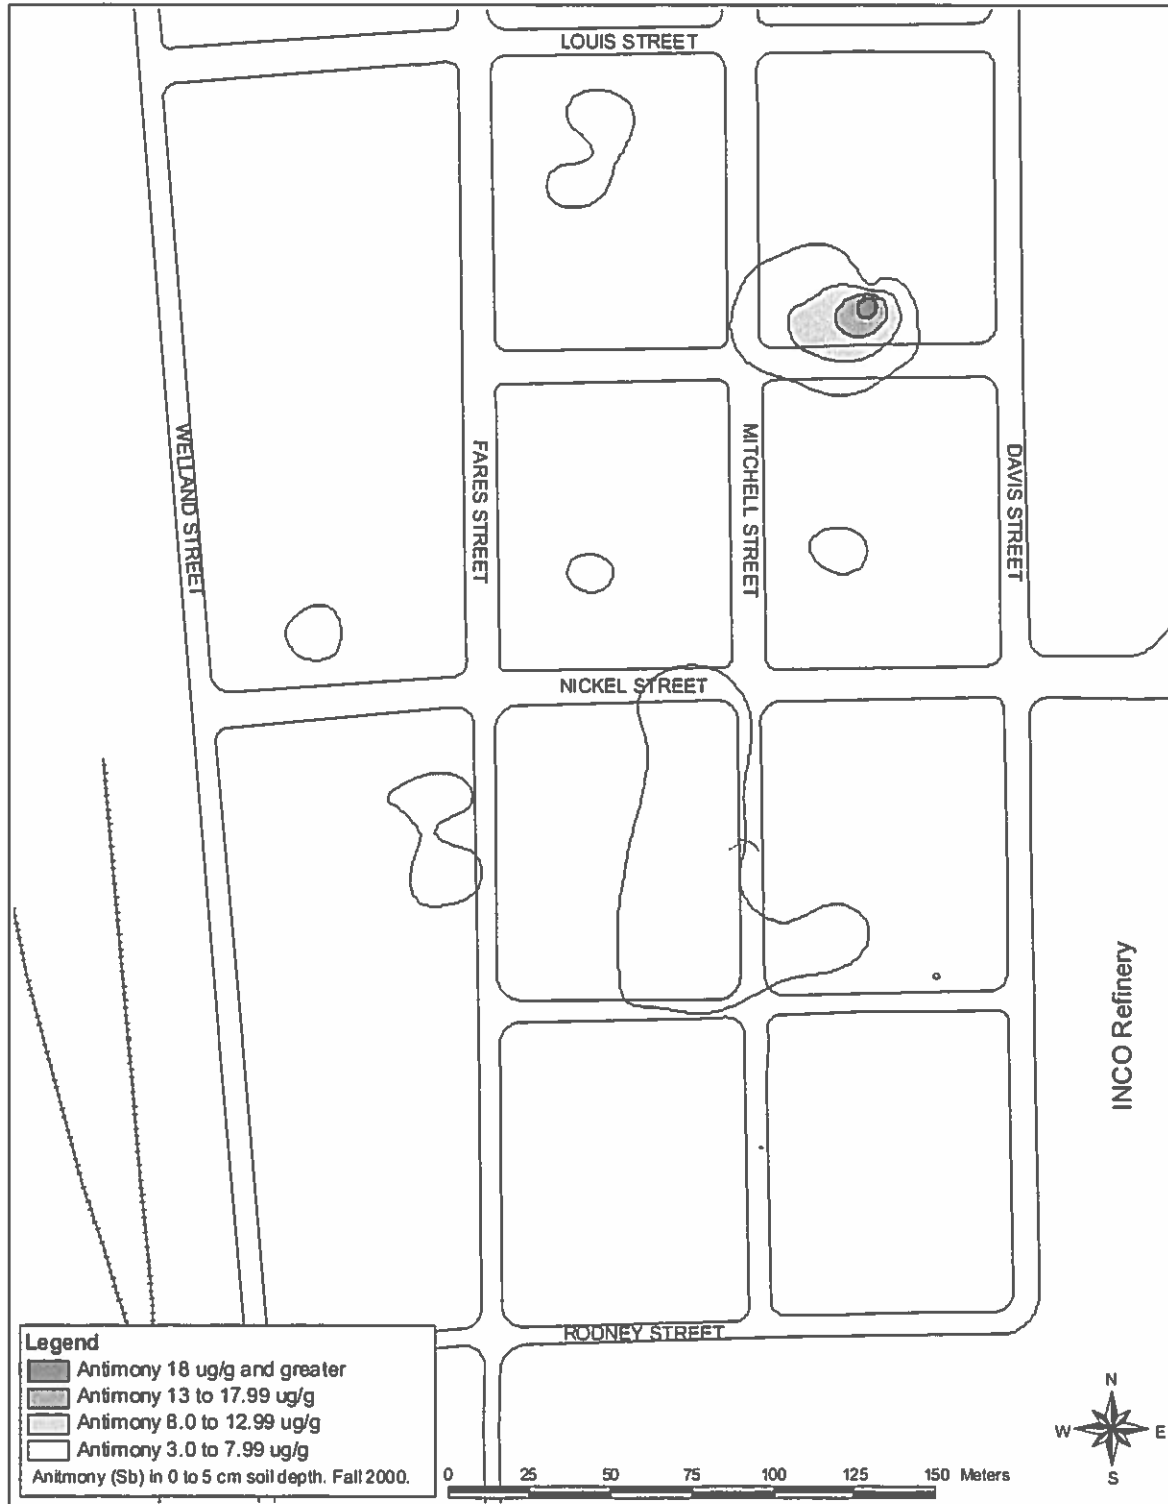 LOUIS STREET
WELLAND STREET
FARES STREET
MITCHELL STREET
DAVIS STREET
NICKEL STREET
INCO Refinery
RODNEY STREET
Legend
Antimony 18 ug/g and greater
Antimony 13 to 17.99 ug/g
Antimony 8.0 to 12.99 ug/g
Antimony 3.0 to 7.99 ug/g
Anitmony (Sb) in 0 to 5 cm soil depth. Fall 2000.
0 25 50 75 100 125 150 Meters
N
W E
S